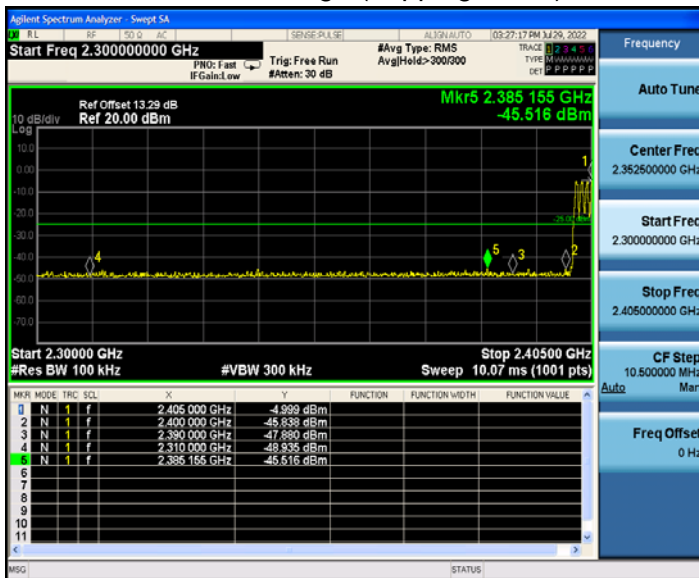 Agilent Spectrum Analyzer - Swept SA
RL RF 50 Ω AC SENSE:PULSE ALIGN AUTO 03:27:17 PM Jul 29, 2022
Start Freq 2.300000000 GHz
PNO: Fast
IFGain:Low
Trig: Free Run
#Atten: 30 dB
#Avg Type: RMS
Avg|Hold:>300/300
TRACE 1 2 3 4 5 6
TYPE M
DET P P P P P P
Ref Offset 13.29 dB
10 dB/div Ref 20.00 dBm
Log
Mkr5 2.385 155 GHz
-45.516 dBm
10.0
0.00
-10.0
-20.0
-30.0
-40.0
-50.0
-60.0
-70.0
-25.00 dBm
1
2
3
4
5
Start 2.30000 GHz Stop 2.40500 GHz
#Res BW 100 kHz #VBW 300 kHz Sweep 10.07 ms (1001 pts)
MKR MODE TRC SCL X Y FUNCTION FUNCTION WIDTH FUNCTION VALUE
1 N 1 f 2.405 000 GHz -4.999 dBm
2 N 1 f 2.400 000 GHz -45.838 dBm
3 N 1 f 2.390 000 GHz -47.880 dBm
4 N 1 f 2.310 000 GHz -48.935 dBm
5 N 1 f 2.385 155 GHz -45.516 dBm
6
7
8
9
10
11
MSG STATUS
Frequency
Auto Tune
Center Freq
2.352500000 GHz
Start Freq
2.300000000 GHz
Stop Freq
2.405000000 GHz
CF Step
10.500000 MHz
Auto Man
Freq Offset
0 Hz